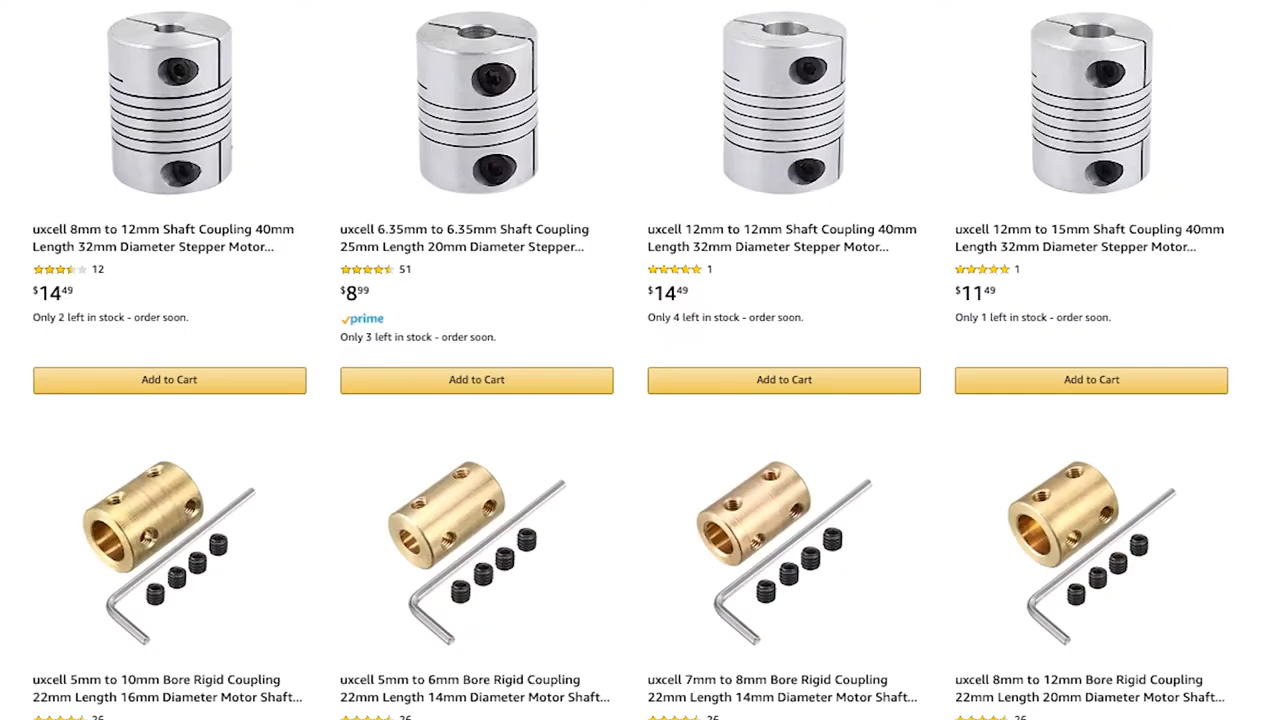 uxcell 8mm to 12mm Shaft Coupling 40mm
Length 32mm Diameter Stepper Motor...
12
$14 49
Only 2 left in stock - order soon.
Add to Cart
uxcell 6.35mm to 6.35mm Shaft Coupling
25mm Length 20mm Diameter Stepper...
51
$8 99
prime
Only 3 left in stock - order soon.
Add to Cart
uxcell 12mm to 12mm Shaft Coupling 40mm
Length 32mm Diameter Stepper Motor...
1
$14 49
Only 4 left in stock - order soon.
Add to Cart
uxcell 12mm to 15mm Shaft Coupling 40mm
Length 32mm Diameter Stepper Motor...
1
$11 49
Only 1 left in stock - order soon.
Add to Cart
uxcell 5mm to 10mm Bore Rigid Coupling
22mm Length 16mm Diameter Motor Shaft...
26
uxcell 5mm to 6mm Bore Rigid Coupling
22mm Length 14mm Diameter Motor Shaft...
26
uxcell 7mm to 8mm Bore Rigid Coupling
22mm Length 14mm Diameter Motor Shaft...
26
uxcell 8mm to 12mm Bore Rigid Coupling
22mm Length 20mm Diameter Motor Shaft...
26